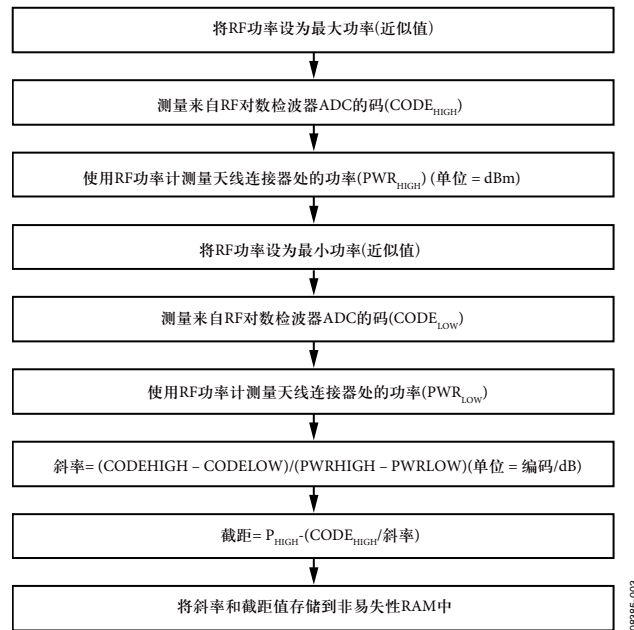 将RF功率设为最大功率(近似值)
测量来自RF对数检波器ADC的码(CODEHIGH)
使用RF功率计测量天线连接器处的功率(PWRHIGH) (单位 = dBm)
将RF功率设为最小功率(近似值)
测量来自RF对数检波器ADC的码(CODELOW)
使用RF功率计测量天线连接器处的功率(PWRLOW)
斜率= (CODEHIGH – CODELOW)/(PWRHIGH – PWRLOW)(单位 = 编码/dB)
截距= PHIGH-(CODEHIGH/斜率)
将斜率和截距值存储到非易失性RAM中
08385-003